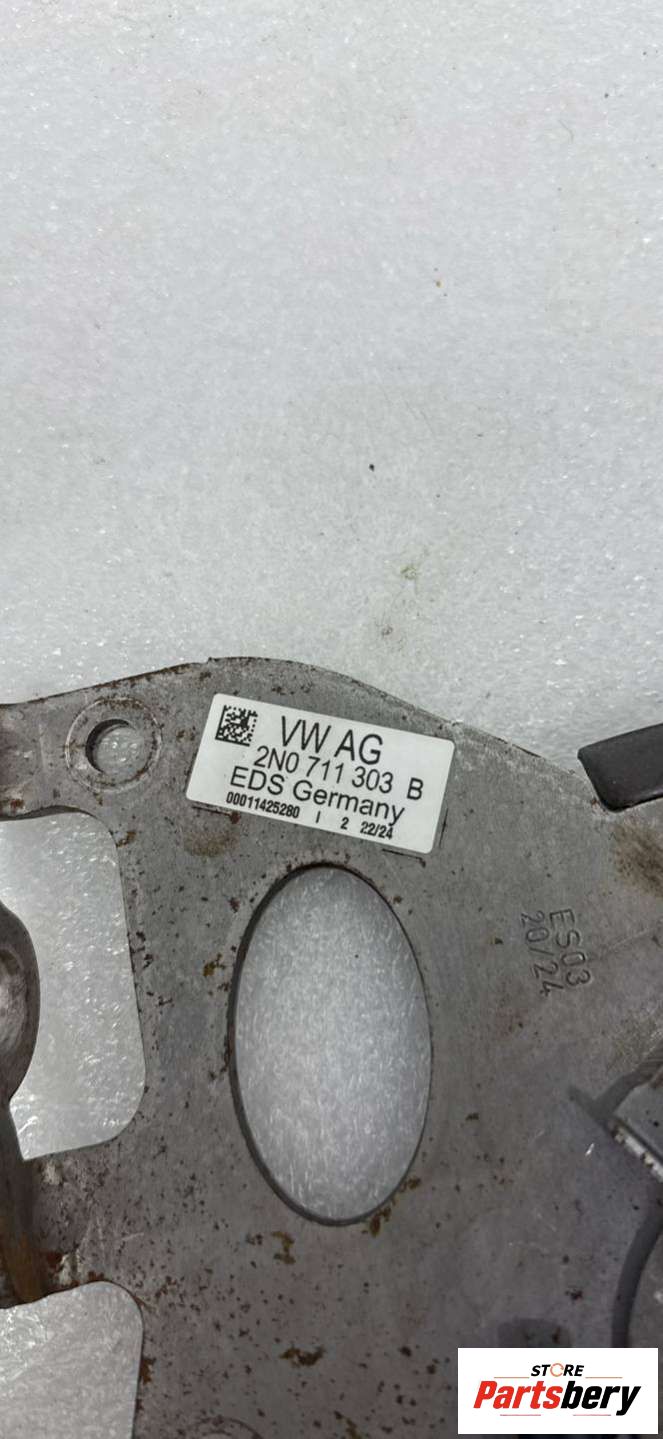 VW AG
2N0 711 303 B
EDS Germany
00011425280 I 2 22/24
ES03
20/24
STORE
Partsbery